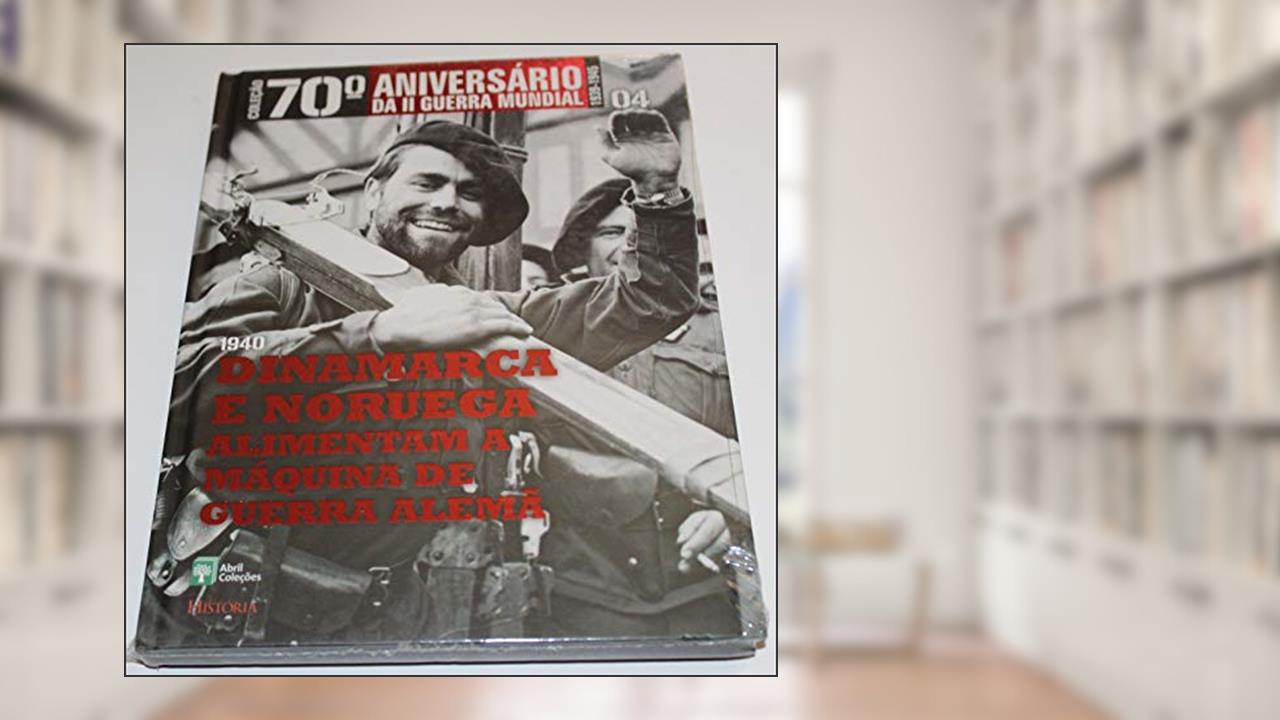 COLEÇÃO
70º ANIVERSÁRIO
DA II GUERRA MUNDIAL
1939-1945
04
1940
DINAMARCA
E NORUEGA
ALIMENTAM A
MÁQUINA DE
GUERRA ALEMÃ
Abril
Coleções
HISTÓRIA